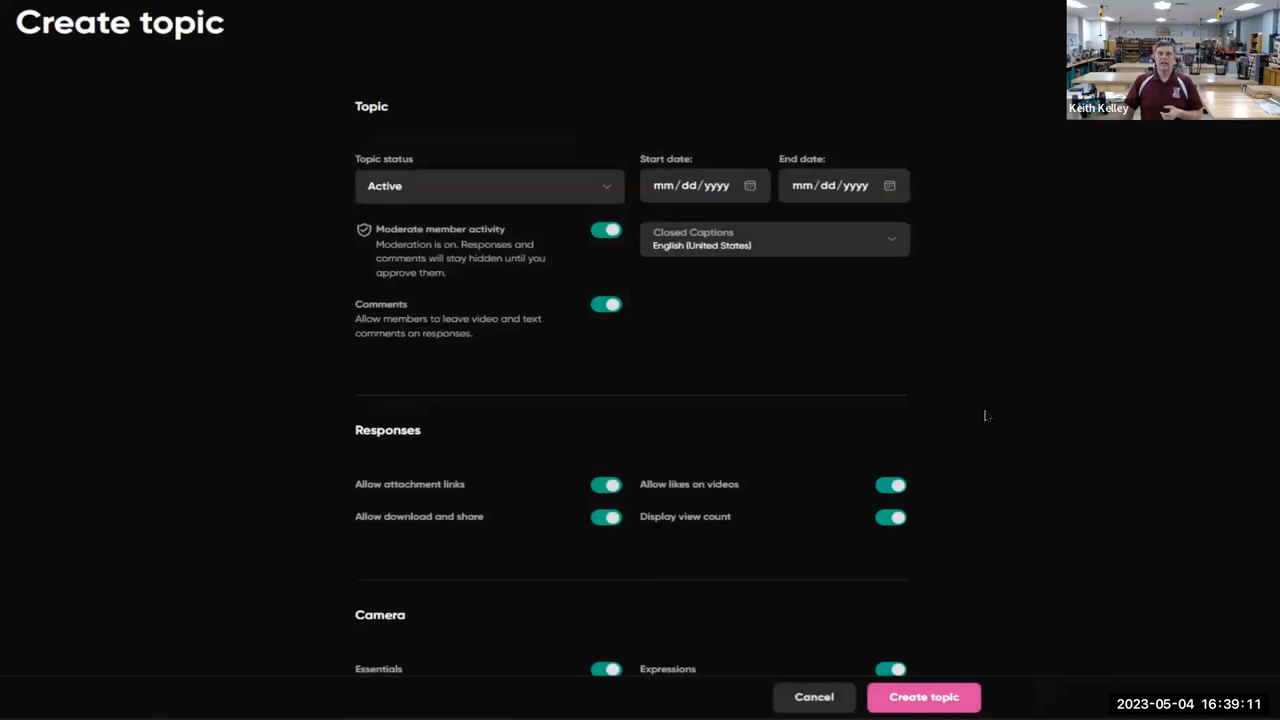 Create topic
Keith Kelley
Topic
Topic status
Start date:
End date:
Active
mm/dd/yyyy
mm/dd/yyyy
Moderate member activity
Moderation is on. Responses and
comments will stay hidden until you
approve them.
Closed Captions
English (United States)
Comments
Allow members to leave video and text
comments on responses.
Responses
Allow attachment links
Allow likes on videos
Allow download and share
Display view count
Camera
Essentials
Expressions
Cancel
Create topic
2023-05-04 16:39:11